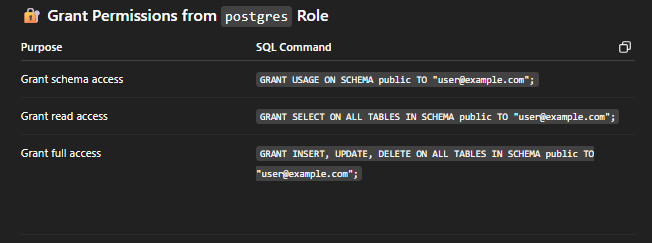 🔐 Grant Permissions from postgres Role
Purpose SQL Command
Grant schema access GRANT USAGE ON SCHEMA public TO "user@example.com";
Grant read access GRANT SELECT ON ALL TABLES IN SCHEMA public TO "user@example.com";
Grant full access GRANT INSERT, UPDATE, DELETE ON ALL TABLES IN SCHEMA public TO
"user@example.com";